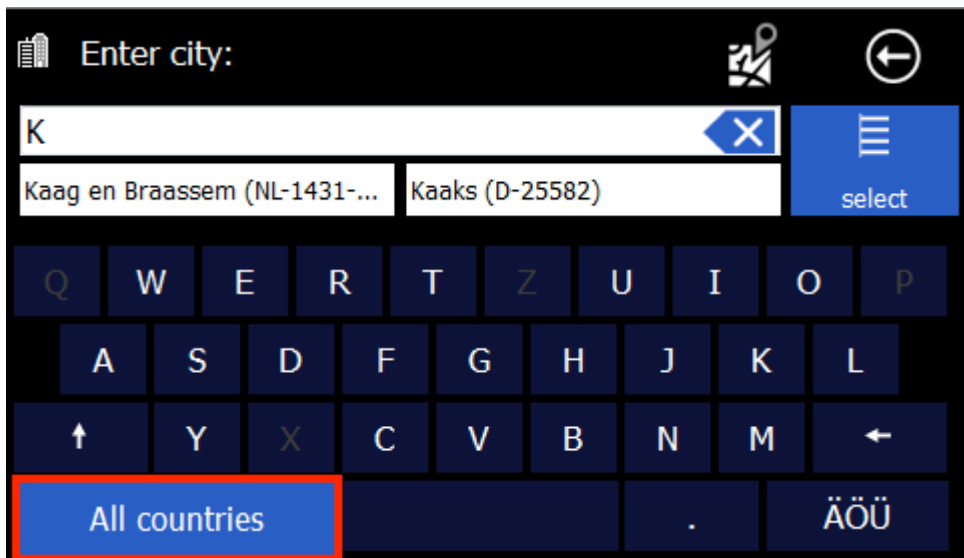 Enter city:
K
Kaag en Braassem (NL-1431-... Kaaks (D-25582)
select
Q W E R T Z U I O P
A S D F G H J K L
Y X C V B N M
All countries . ÄÖÜ